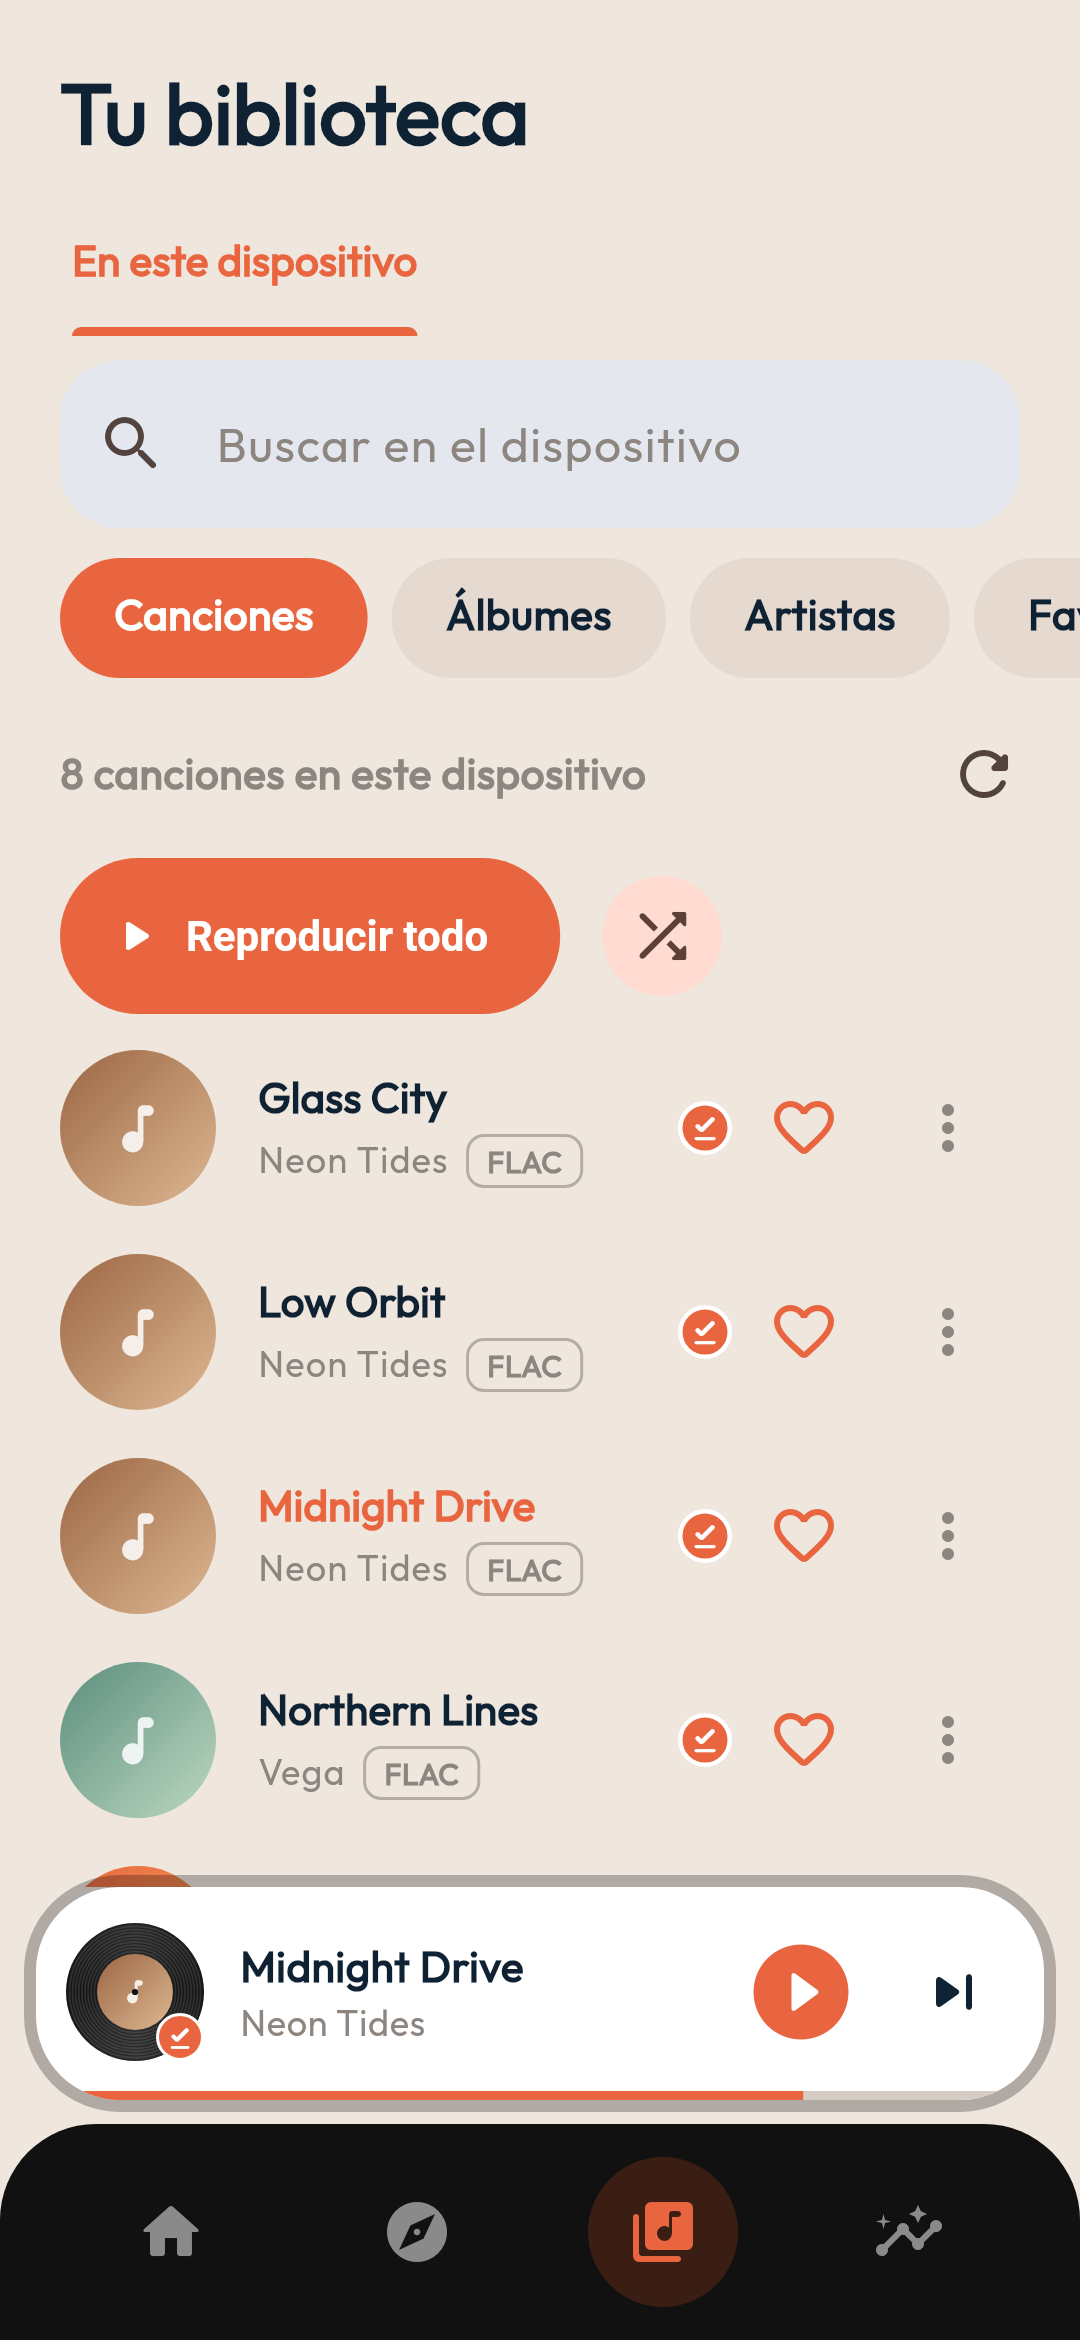 Tu biblioteca
En este dispositivo
Buscar en el dispositivo
Canciones Álbumes Artistas Fav
8 canciones en este dispositivo
Reproducir todo
Glass City
Neon Tides FLAC
Low Orbit
Neon Tides FLAC
Midnight Drive
Neon Tides FLAC
Northern Lines
Vega FLAC
Midnight Drive
Neon Tides